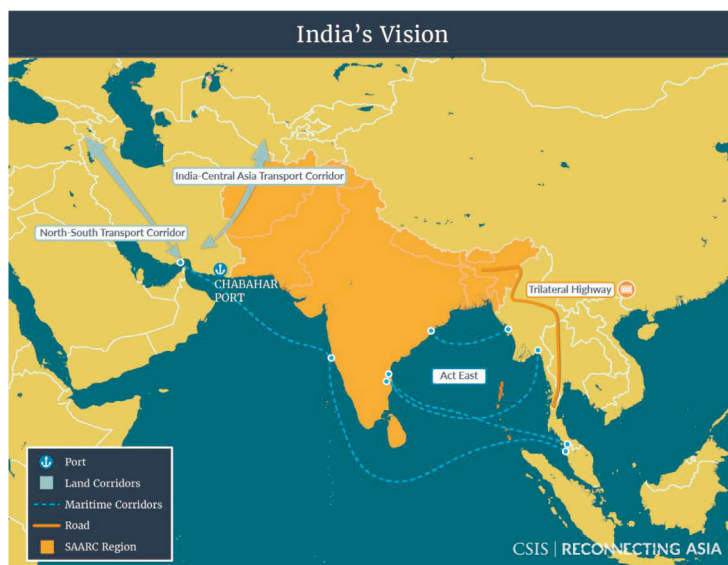 India's Vision
India-Central Asia Transport Corridor
North-South Transport Corridor
CHABAHAR
PORT
Trilateral Highway
Act East
Port
Land Corridors
Maritime Corridors
Road
SAARC Region
CSIS | RECONNECTING ASIA